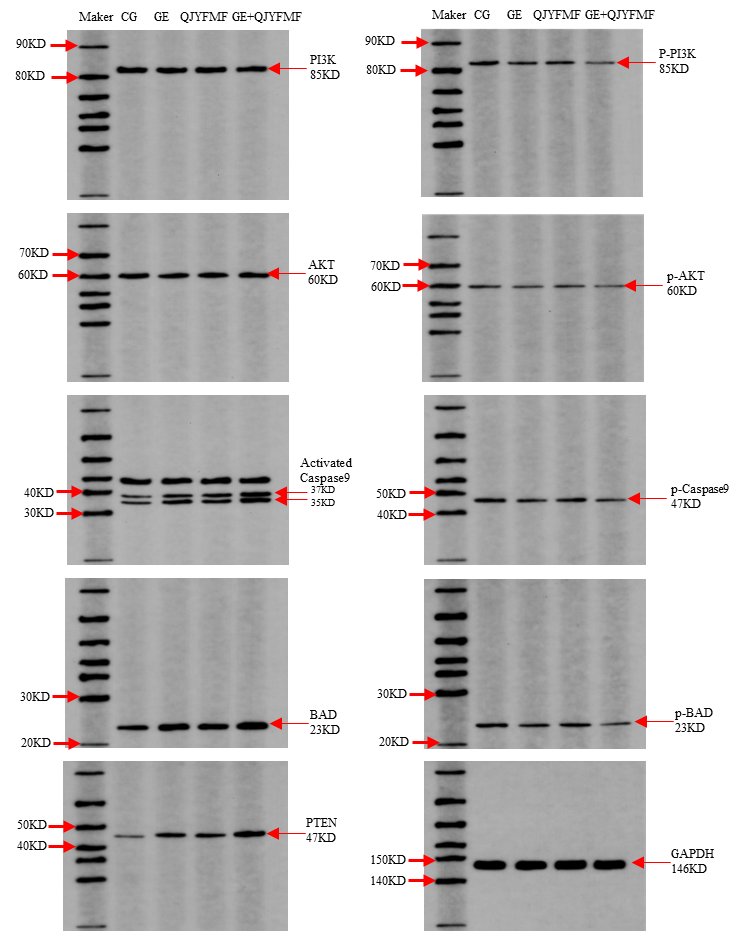 Maker CG GE QJYFMF GE+QJYFMF
90KD
80KD
PI3K
85KD
Maker CG GE QJYFMF GE+QJYFMF
90KD
80KD
P-PI3K
85KD
70KD
60KD
AKT
60KD
70KD
60KD
p-AKT
60KD
40KD
30KD
Activated
Caspase9
37KD
35KD
50KD
40KD
p-Caspase9
47KD
30KD
20KD
BAD
23KD
30KD
20KD
p-BAD
23KD
50KD
40KD
PTEN
47KD
150KD
140KD
GAPDH
146KD